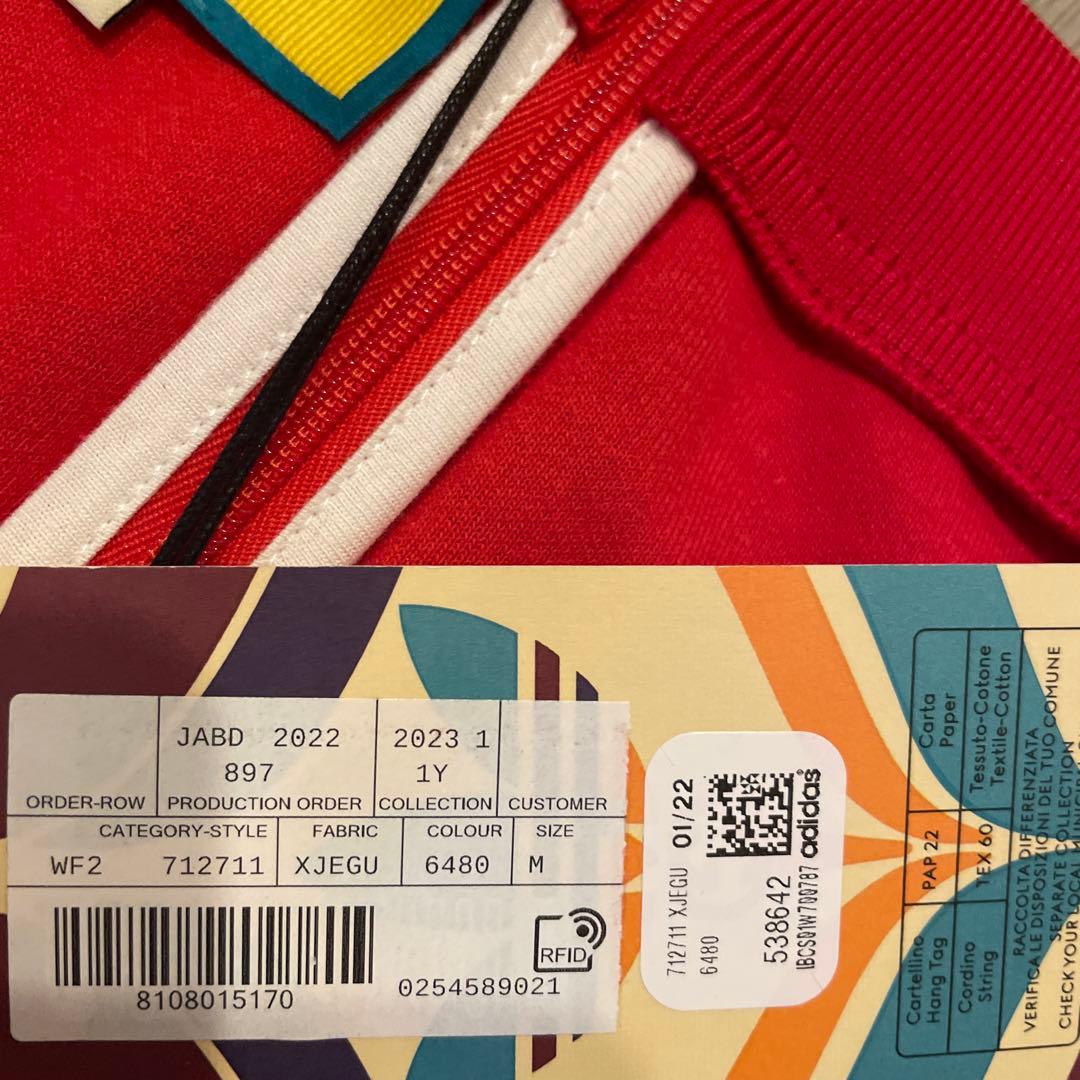 JABD 2022
897
2023 1
1Y
ORDER-ROW
PRODUCTION ORDER
COLLECTION
CUSTOMER
CATEGORY-STYLE
FABRIC
COLOUR
SIZE
WF2
712711
XJEGU
6480
M
8108015170
0254589021
RFID
712711 XJEGU
6480
01/22
538642
IBCS01W700787
adidas
Carta
Paper
Tessuto-Cotone
Textile-Cotton
PAP 22
TEX 60
Cartellino
Hang Tag
Cordino
String
RACCOLTA DIFFERENZIATA
VERIFICA LE DISPOSIZIONI DEL TUO COMUNE
SEPARATE COLLECTION
CHECK YOUR LOCAL